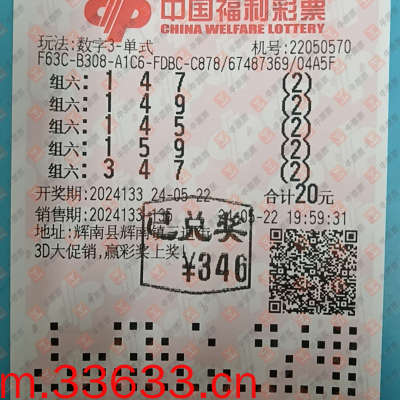 中国福利彩票
CHINA WELFARE LOTTERY
玩法:数字3-单式 机号:22050570
F63C-B308-A1C6-FDBC-C878/67487369/04A5F
组六: 1 4 7 (2)
组六: 1 4 9 (2)
组六: 1 4 5 (2)
组六: 1 5 9 (2)
组六: 3 4 7 (2)
开奖期:2024133 24-05-22 合计20元
销售期:2024133 -05-22 19:59:31
地址:辉南县辉南镇
3D大促销,赢彩奖上奖!
已兑奖
¥346
m.33633.cn